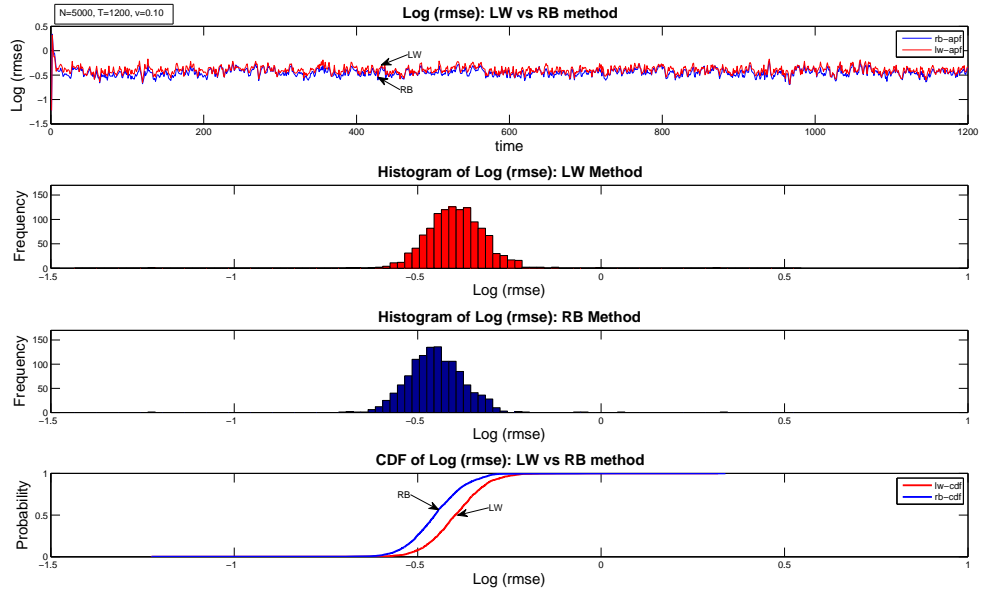 Log (rmse): LW vs RB method
N=5000, T=1200, v=0.10
0.5
0
−0.5
−1
−1.5
Log (rmse)
LW
RB
rb−apf
lw−apf
0
200
400
600
800
1000
1200
time
Histogram of Log (rmse): LW Method
150
100
50
0
Frequency
−1.5
−1
−0.5
0
0.5
1
Log (rmse)
Histogram of Log (rmse): RB Method
150
100
50
0
Frequency
−1.5
−1
−0.5
0
0.5
1
Log (rmse)
CDF of Log (rmse): LW vs RB method
1
0.5
0
Probability
RB
LW
lw−cdf
rb−cdf
−1.5
−1
−0.5
0
0.5
1
Log (rmse)